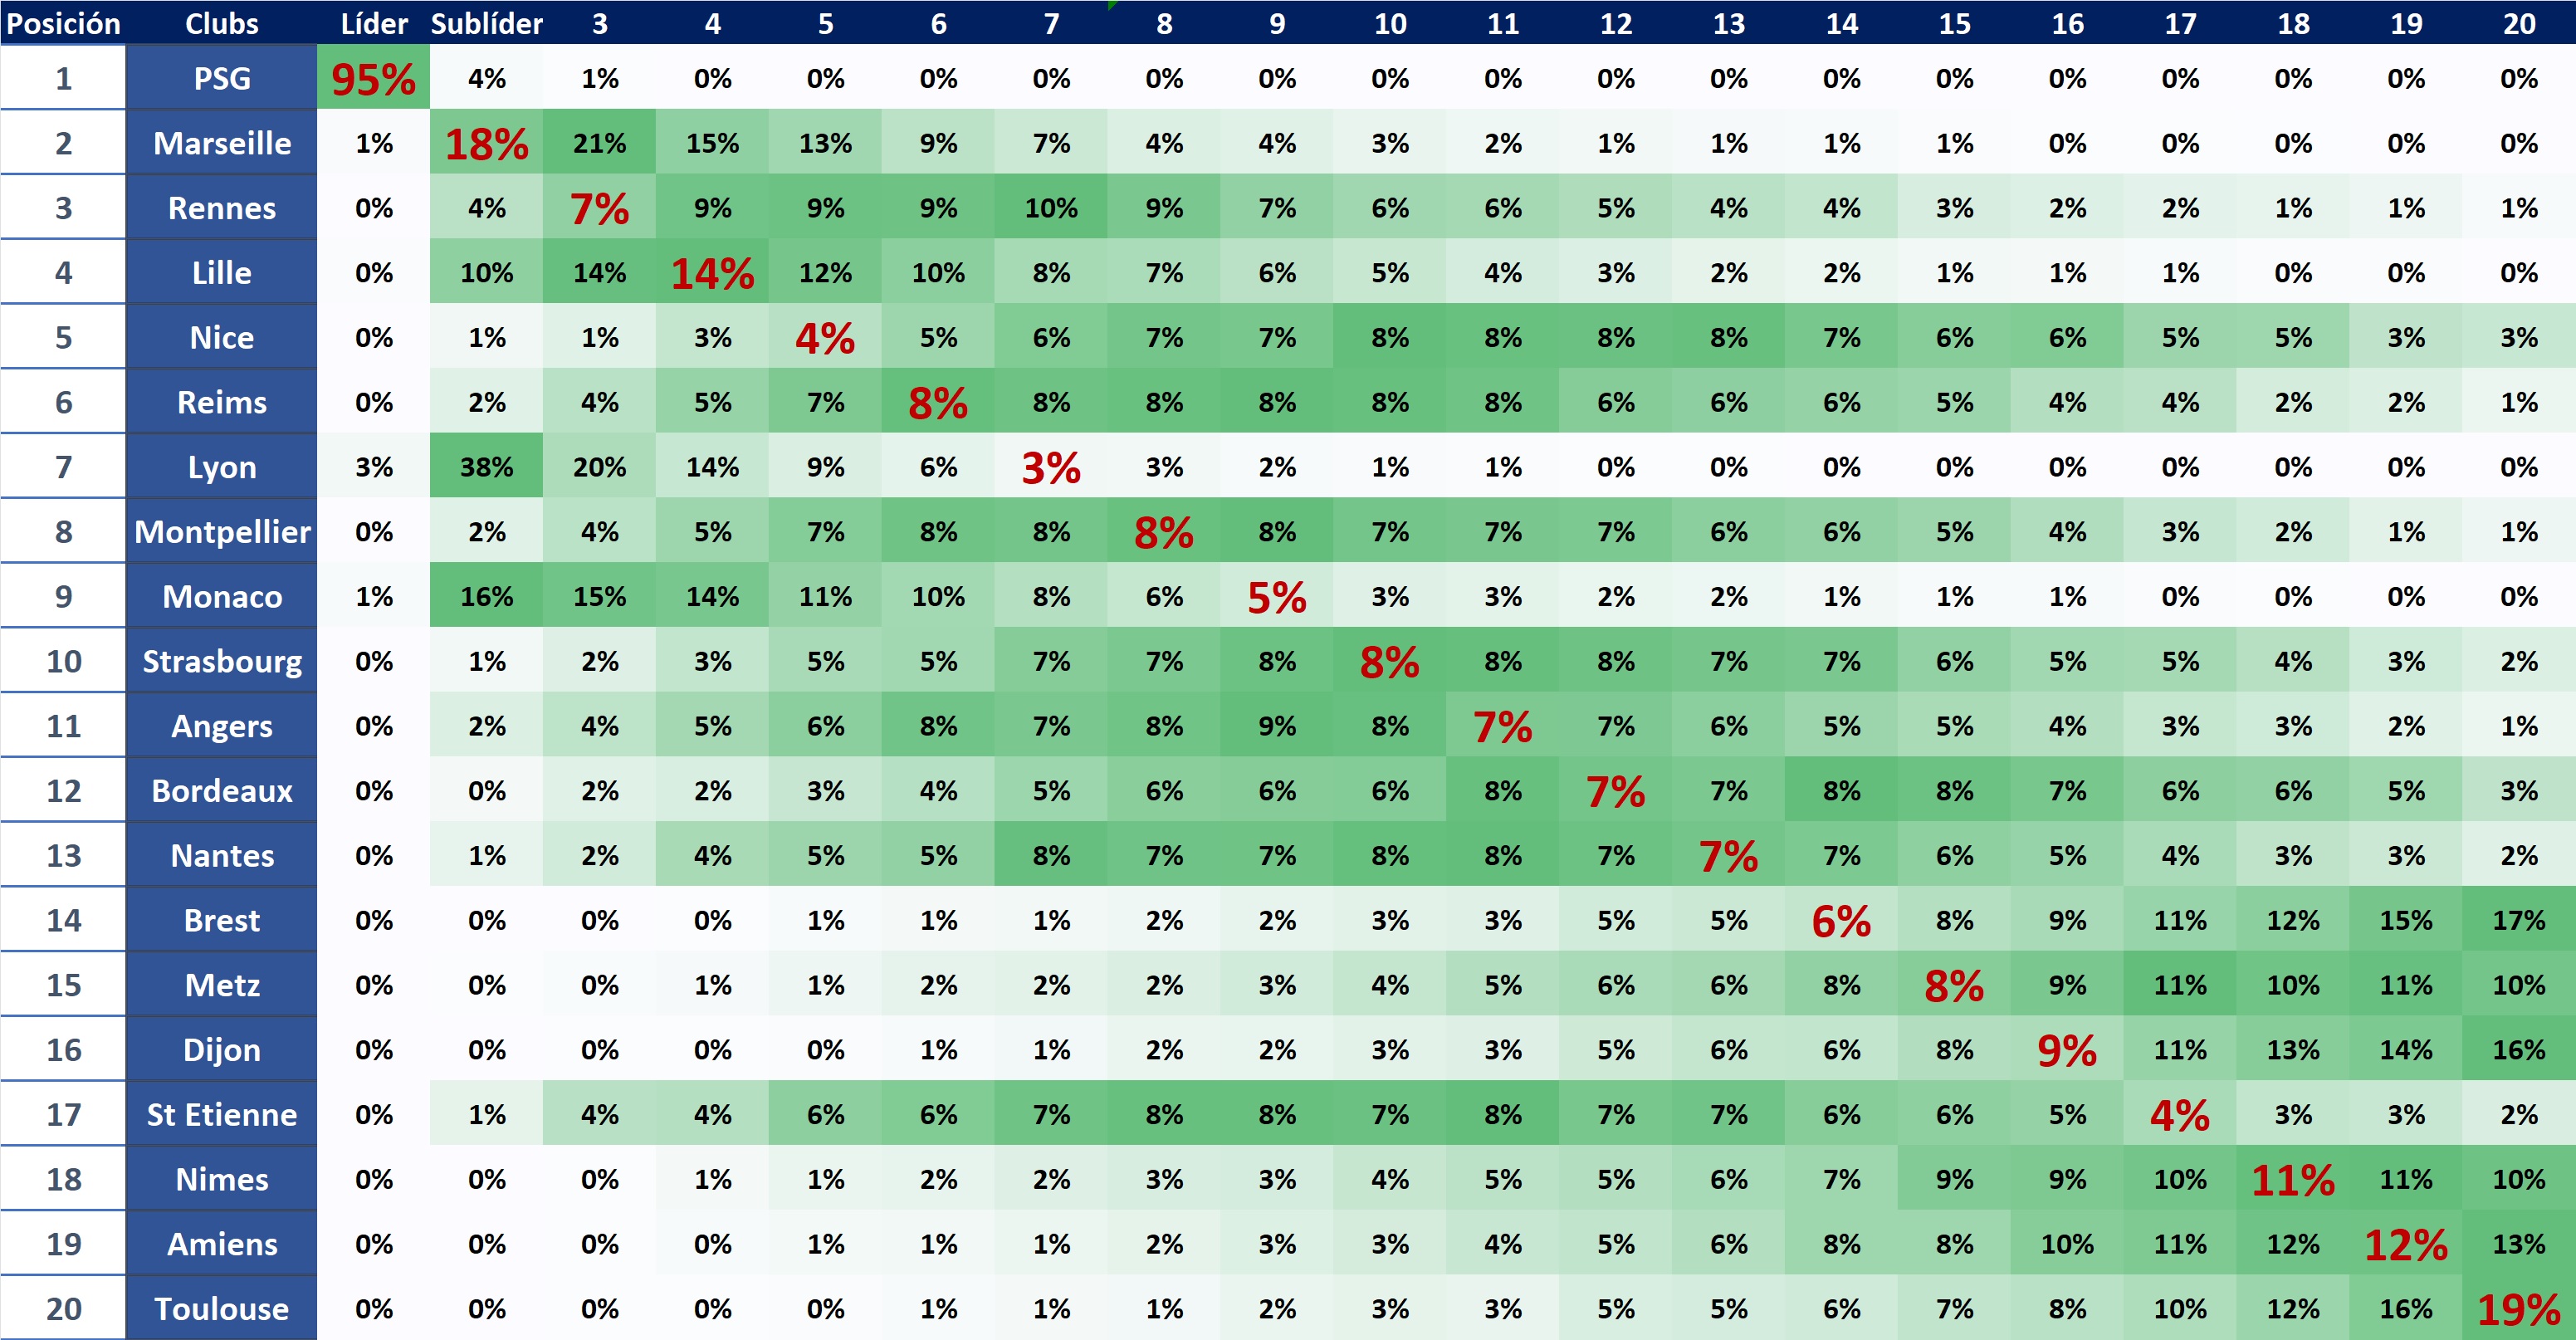 Posición Clubs Líder Sublíder 3 4 5 6 7 8 9 10 11 12 13 14 15 16 17 18 19 20
1 PSG 95% 4% 1% 0% 0% 0% 0% 0% 0% 0% 0% 0% 0% 0% 0% 0% 0% 0% 0% 0%
2 Marseille 1% 18% 21% 15% 13% 9% 7% 4% 4% 3% 2% 1% 1% 1% 1% 0% 0% 0% 0% 0%
3 Rennes 0% 4% 7% 9% 9% 9% 10% 9% 7% 6% 6% 5% 4% 4% 3% 2% 2% 1% 1% 1%
4 Lille 0% 10% 14% 14% 12% 10% 8% 7% 6% 5% 4% 3% 2% 2% 1% 1% 1% 0% 0% 0%
5 Nice 0% 1% 1% 3% 4% 5% 6% 7% 7% 8% 8% 8% 8% 7% 6% 6% 5% 5% 3% 3%
6 Reims 0% 2% 4% 5% 7% 8% 8% 8% 8% 8% 8% 6% 6% 6% 5% 4% 4% 2% 2% 1%
7 Lyon 3% 38% 20% 14% 9% 6% 3% 3% 2% 1% 1% 0% 0% 0% 0% 0% 0% 0% 0% 0%
8 Montpellier 0% 2% 4% 5% 7% 8% 8% 8% 8% 7% 7% 7% 6% 6% 5% 4% 3% 2% 1% 1%
9 Monaco 1% 16% 15% 14% 11% 10% 8% 6% 5% 3% 3% 2% 2% 1% 1% 1% 0% 0% 0% 0%
10 Strasbourg 0% 1% 2% 3% 5% 5% 7% 7% 8% 8% 8% 8% 7% 7% 6% 5% 5% 4% 3% 2%
11 Angers 0% 2% 4% 5% 6% 8% 7% 8% 9% 8% 7% 7% 6% 5% 5% 4% 3% 3% 2% 1%
12 Bordeaux 0% 0% 2% 2% 3% 4% 5% 6% 6% 6% 8% 7% 7% 8% 8% 7% 6% 6% 5% 3%
13 Nantes 0% 1% 2% 4% 5% 5% 8% 7% 7% 8% 8% 7% 7% 7% 6% 5% 4% 3% 3% 2%
14 Brest 0% 0% 0% 0% 1% 1% 1% 2% 2% 3% 3% 5% 5% 6% 8% 9% 11% 12% 15% 17%
15 Metz 0% 0% 0% 1% 1% 2% 2% 2% 3% 4% 5% 6% 6% 8% 8% 9% 11% 10% 11% 10%
16 Dijon 0% 0% 0% 0% 0% 1% 1% 2% 2% 3% 3% 5% 6% 6% 8% 9% 11% 13% 14% 16%
17 St Etienne 0% 1% 4% 4% 6% 6% 7% 8% 8% 7% 8% 7% 7% 6% 6% 5% 4% 3% 3% 2%
18 Nimes 0% 0% 0% 1% 1% 2% 2% 3% 3% 4% 5% 5% 6% 7% 9% 9% 10% 11% 11% 10%
19 Amiens 0% 0% 0% 0% 1% 1% 1% 2% 3% 3% 4% 5% 6% 8% 8% 10% 11% 12% 12% 13%
20 Toulouse 0% 0% 0% 0% 0% 1% 1% 1% 2% 3% 3% 5% 5% 6% 7% 8% 10% 12% 16% 19%